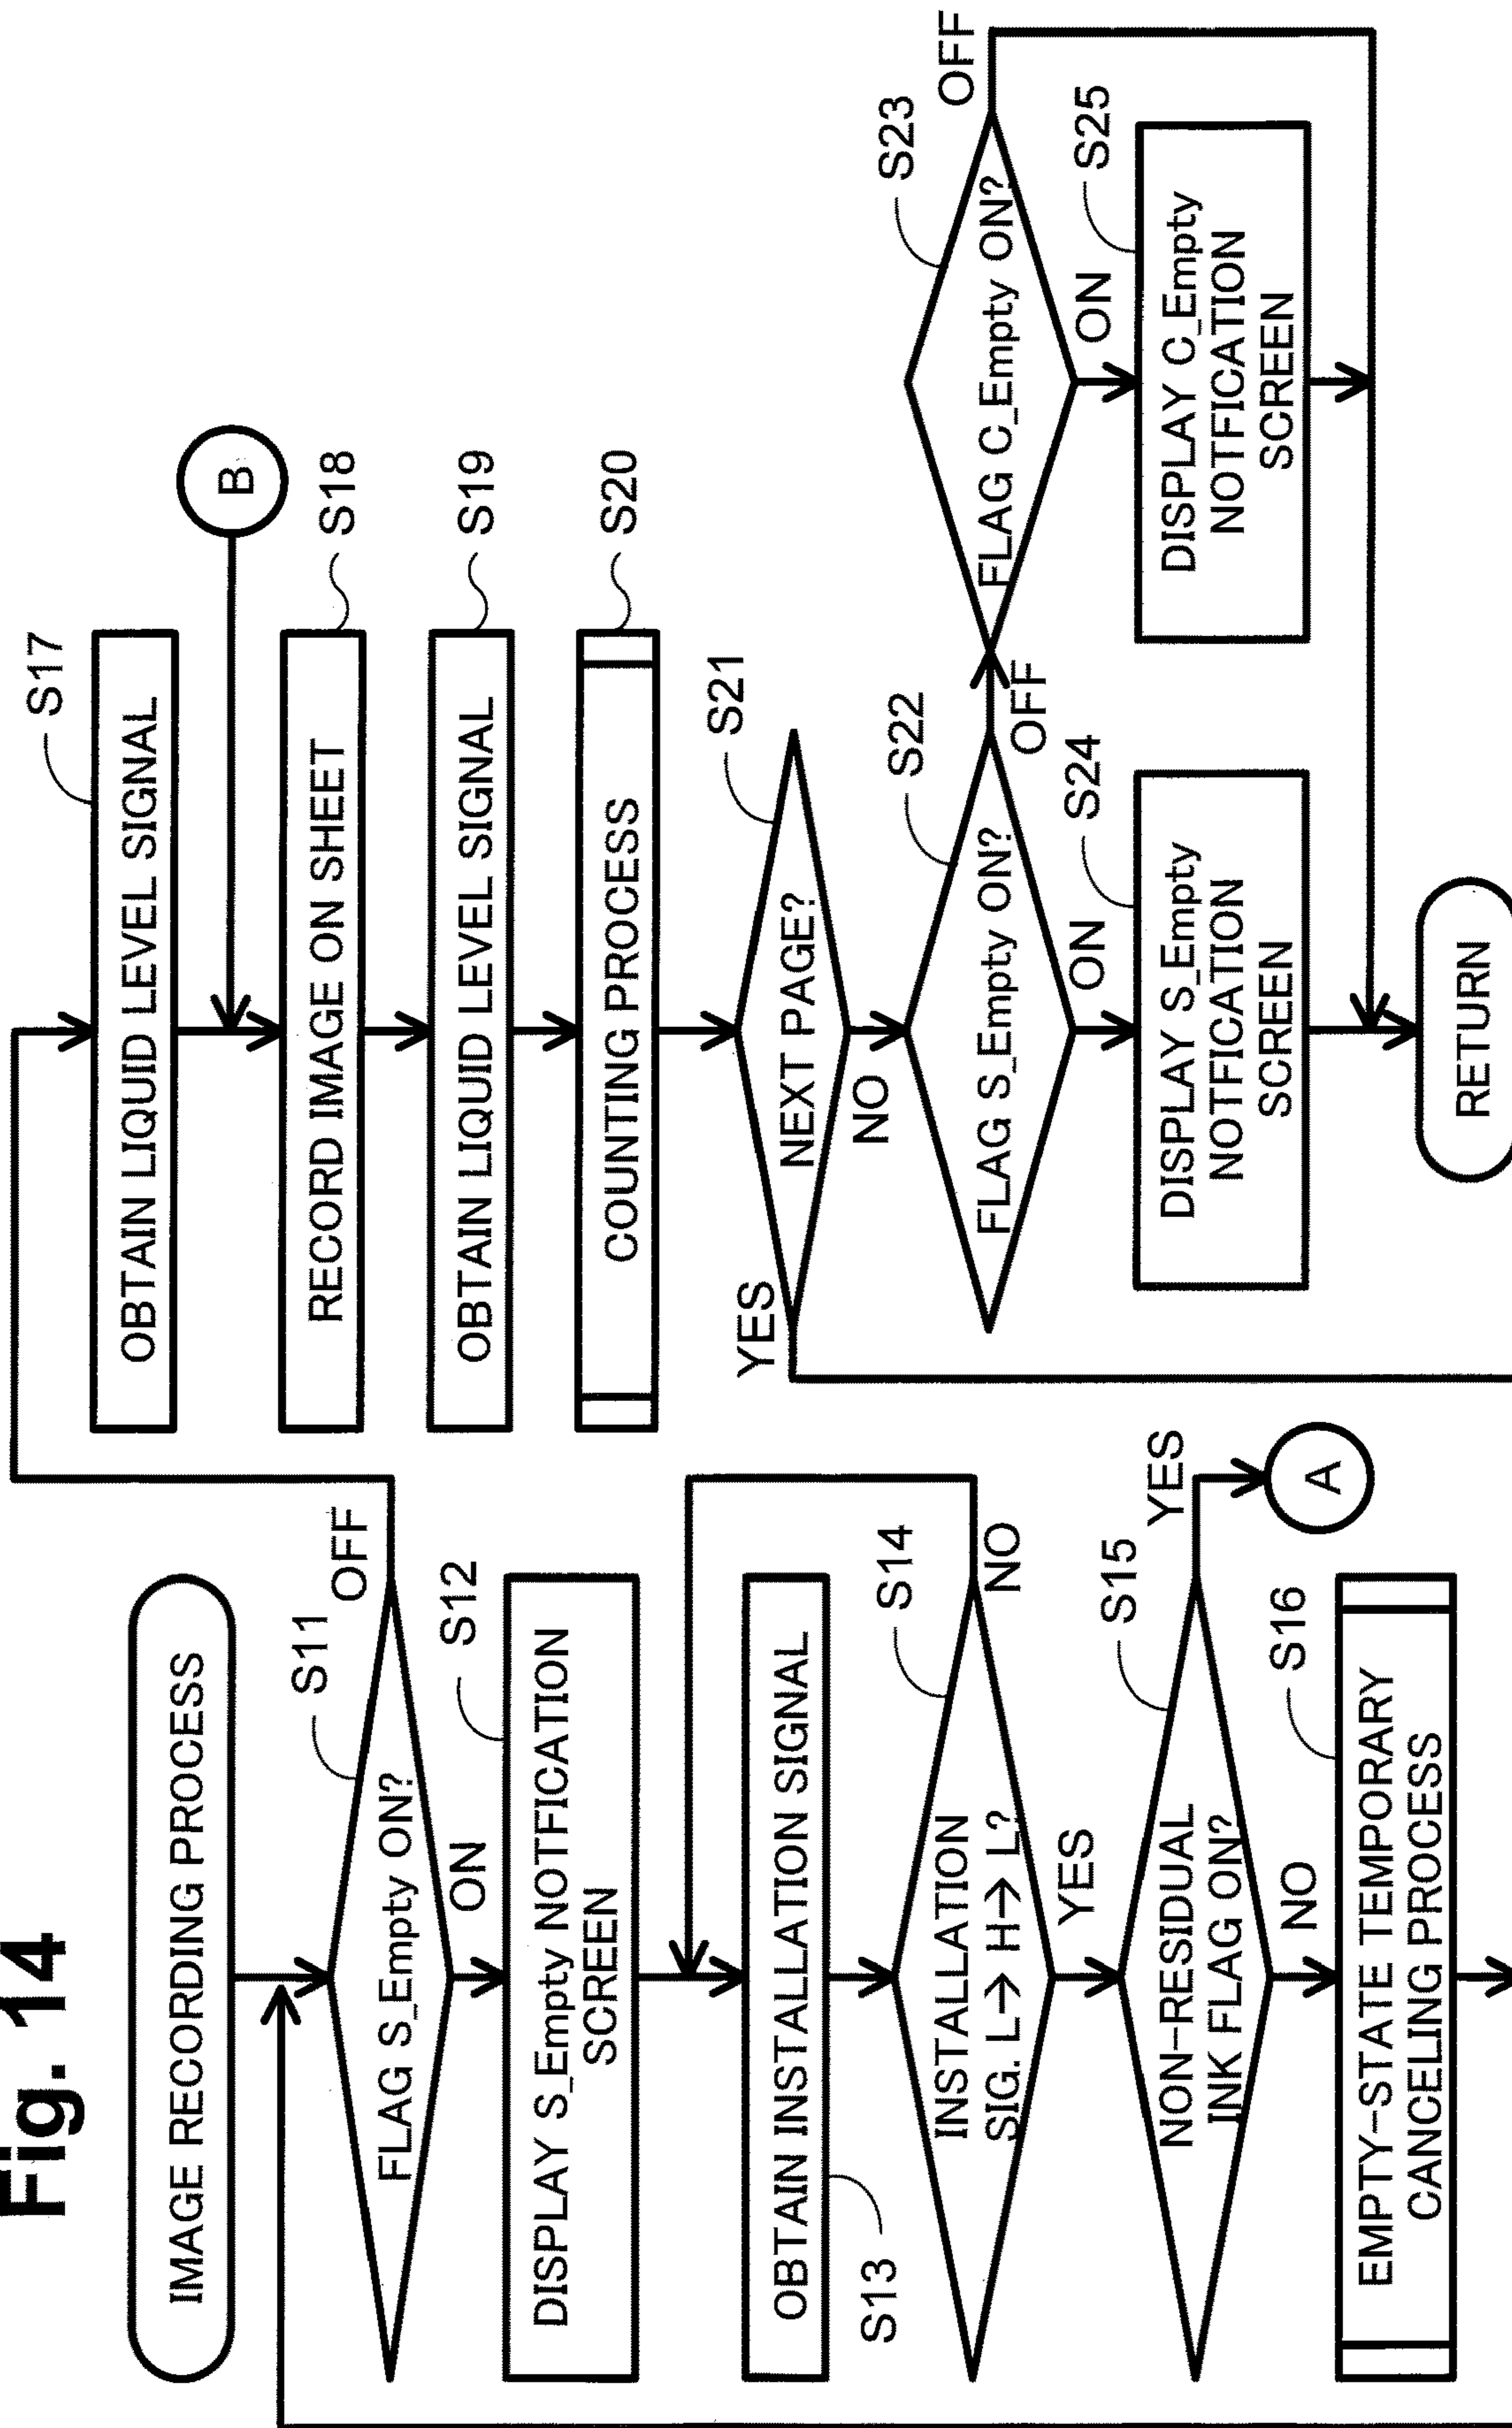 Fig. 14
IMAGE RECORDING PROCESS
S11
FLAG S_Empty ON?
OFF
ON
S12
DISPLAY S_Empty NOTFICATION
SCREEN
OBTAIN INSTALLATION SIGNAL
S13
S14
INSTALLATION
SIG. L→ H→ L?
NO
YES
S15
NON-RESIDUAL
INK FLAG ON?
YES
A
NO
S16
EMPTY-STATE TEMPORARY
CANCELING PROCESS
S17
OBTAIN LIQUID LEVEL SIGNAL
B
RECORD IMAGE ON SHEET
S18
OBTAIN LIQUID LEVEL SIGNAL
S19
COUNTING PROCESS
S20
YES
S21
NEXT PAGE?
NO
S22
FLAG S_Empty ON?
OFF
ON
S23
FLAG C_Empty ON?
OFF
ON
S24
DISPLAY S_Empty
NOTFICATION
SCREEN
S25
DISPLAY C_Empty
NOTFICATION
SCREEN
RETURN